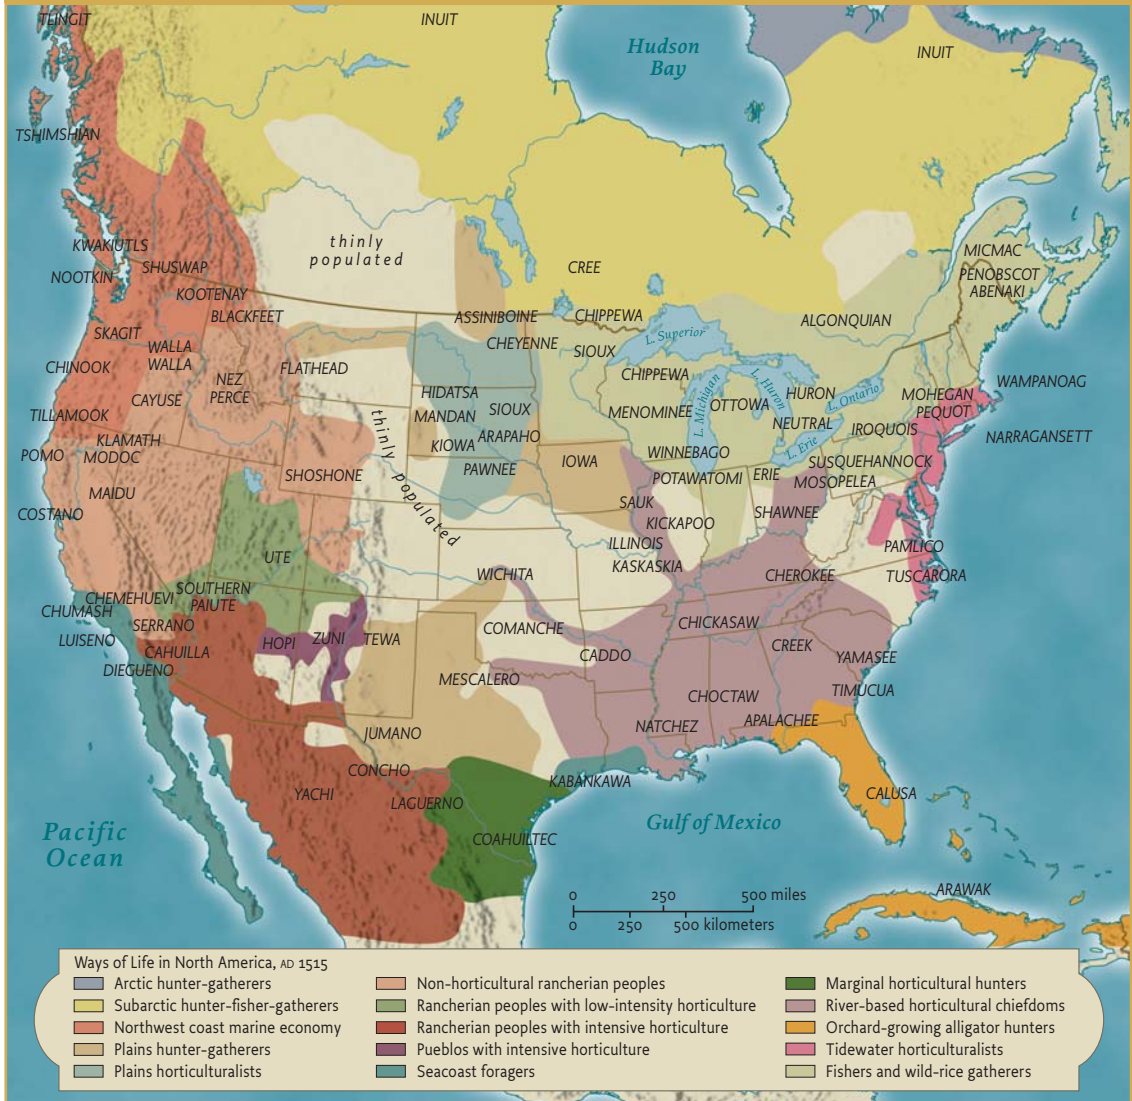 TLINGIT
INUIT
Hudson
Bay
INUIT
TSHIMSHIAN
KWAKIUTLS
NOOTKIN
SHUSWAP
KOOTENAY
BLACKFEET
thinly
populated
CREE
MICMAC
PENOBSCOT
ABENAKI
SKAGIT
WALLA
WALLA
CHINOOK
ASSINIBOINE
CHIPPEWA
ALGONQUIAN
L. Superior
CHEYENNE
SIOUX
FLATHEAD
NEZ
PERCE
CAYUSE
CHIPPEWA
L. Michigan
L. Huron
HURON
L. Ontario
MOHEGAN
PEQUOT
WAMPANOAG
TILLAMOOK
HIDATSA
MANDAN
SIOUX
MENOMINEE
OTTOWA
NEUTRAL
IROQUOIS
NARRAGANSETT
KLAMATH
MODOC
POMO
thinly populated
KIOWA
ARAPAHO
PAWNEE
IOWA
WINNEBAGO
L. Erie
SUSQUEHANNOCK
POTAWATOMI
ERIE
MOSOPELEA
SHOSHONE
MAIDU
COSTANO
SAUK
KICKAPOO
SHAWNEE
ILLINOIS
KASKASKIA
PAMLICO
UTE
WICHITA
CHEROKEE
TUSCARORA
SOUTHERN
PAIUTE
CHEMEHUEVI
CHUMASH
SERRANO
COMANCHE
CHICKASAW
LUISENO
CAHUILLA
HOPI
ZUNI
TEWA
CADDO
CREEK
YAMASEE
DIEGUENO
MESCALERO
CHOCTAW
TIMUCUA
NATCHEZ
APALACHEE
JUMANO
CONCHO
KABANKAWA
YACHI
LAGUERNO
CALUSA
Pacific
Ocean
Gulf of Mexico
COAHUILTEC
ARAWAK
0 250 500 miles
0 250 500 kilometers
Ways of Life in North America, AD 1515
Arctic hunter-gatherers
Subarctic hunter-fisher-gatherers
Northwest coast marine economy
Plains hunter-gatherers
Plains horticulturalists
Non-horticultural rancherian peoples
Rancherian peoples with low-intensity horticulture
Rancherian peoples with intensive horticulture
Pueblos with intensive horticulture
Seacoast foragers
Marginal horticultural hunters
River-based horticultural chiefdoms
Orchard-growing alligator hunters
Tidewater horticulturalists
Fishers and wild-rice gatherers